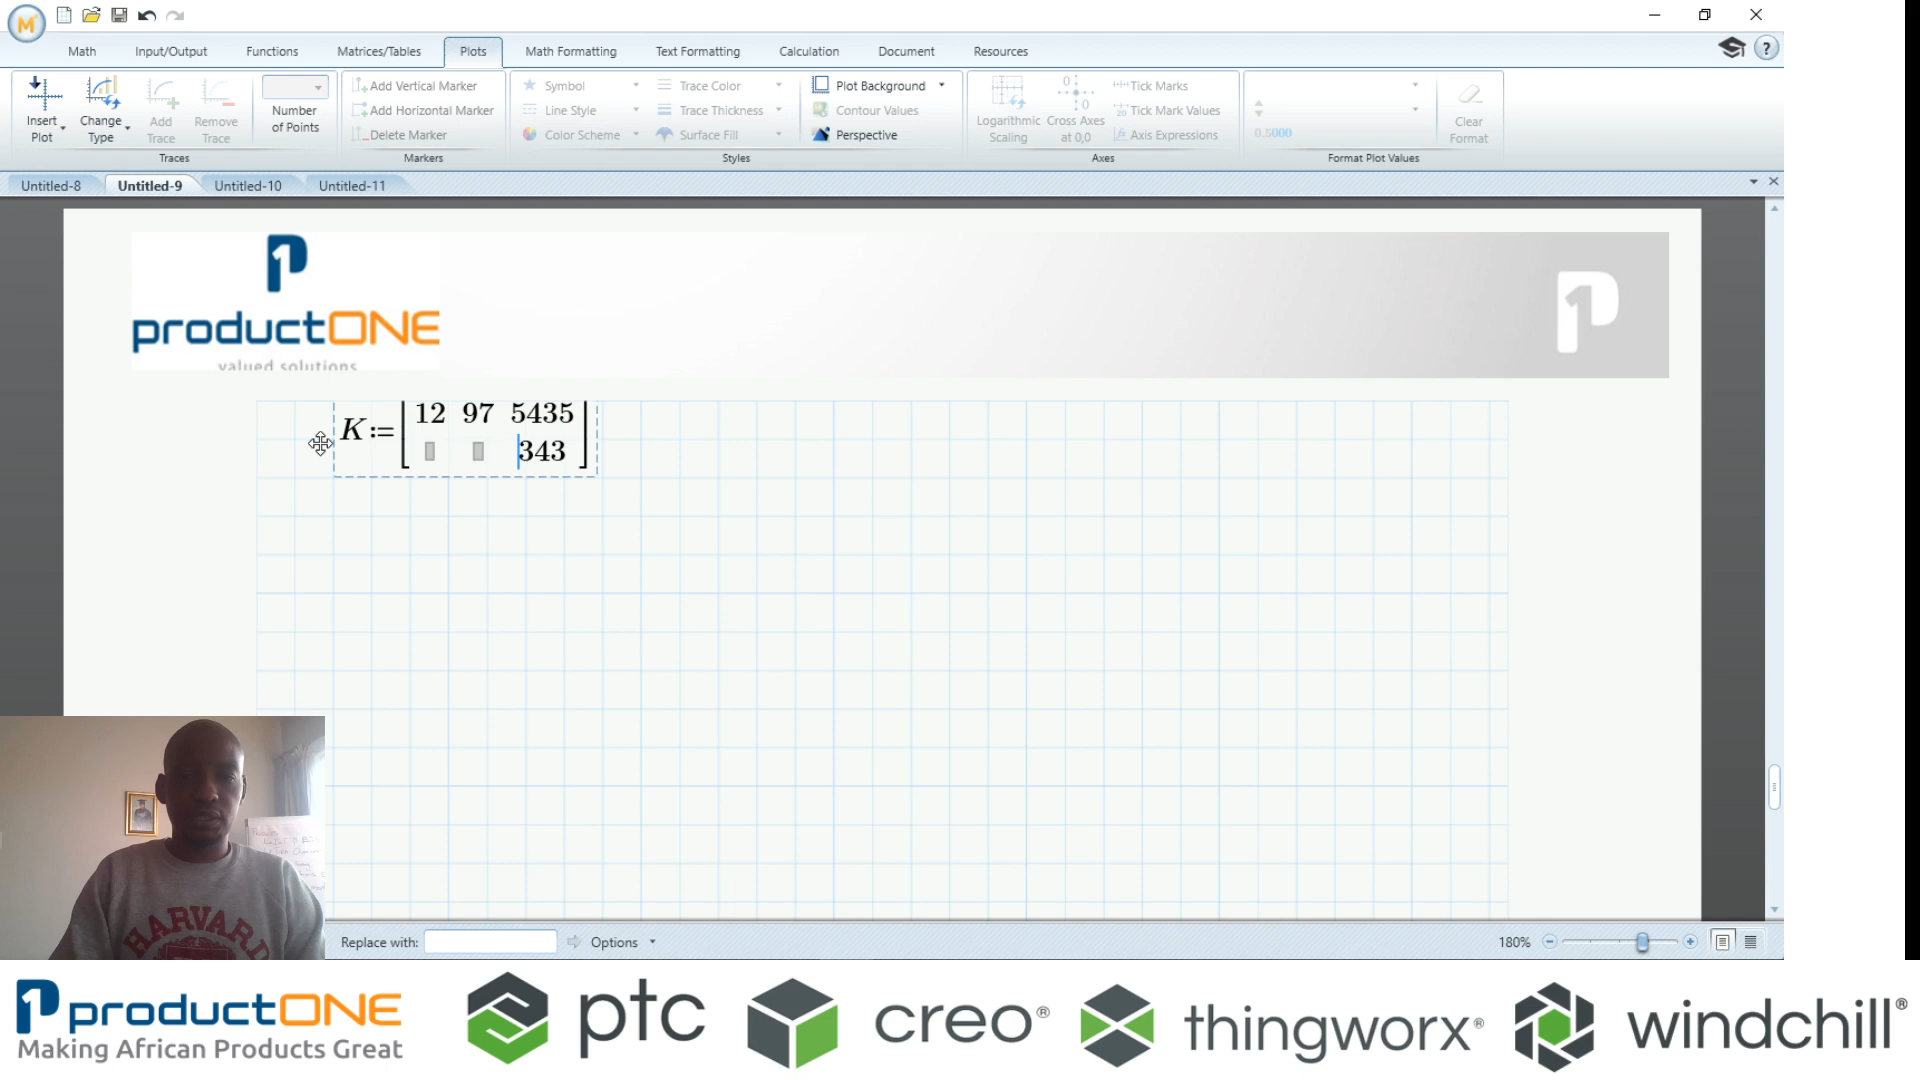 M
Math Input/Output Functions Matrices/Tables Plots Math Formatting Text Formatting Calculation Document Resources
?
Insert Plot
Change Type
Add Trace
Remove Trace
Number of Points
Traces
Add Vertical Marker
Add Horizontal Marker
Delete Marker
Markers
Symbol
Line Style
Color Scheme
Trace Color
Trace Thickness
Surface Fill
Plot Background
Contour Values
Perspective
Styles
Logarithmic Scaling
Cross Axes at 0,0
Tick Marks
Tick Mark Values
Axis Expressions
Axes
0.5000
Clear Format
Format Plot Values
Untitled-8 Untitled-9 Untitled-10 Untitled-11
productONE
valued solutions
K := 12 97 5435
343
HARVARD
Replace with: Options
180%
productONE
Making African Products Great
ptc
creo®
thingworx®
windchill®